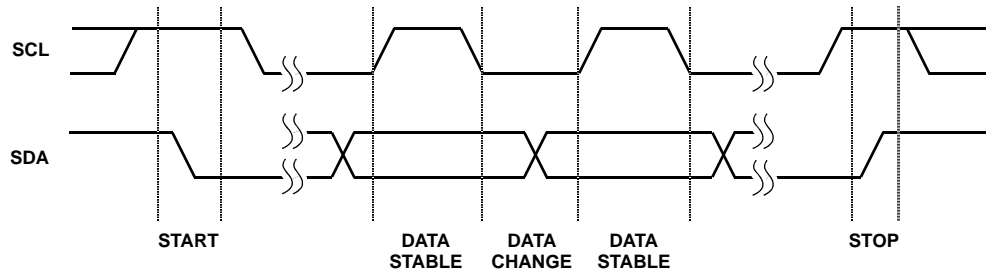 SCL
SDA
START
DATA
STABLE
DATA
CHANGE
DATA
STABLE
STOP